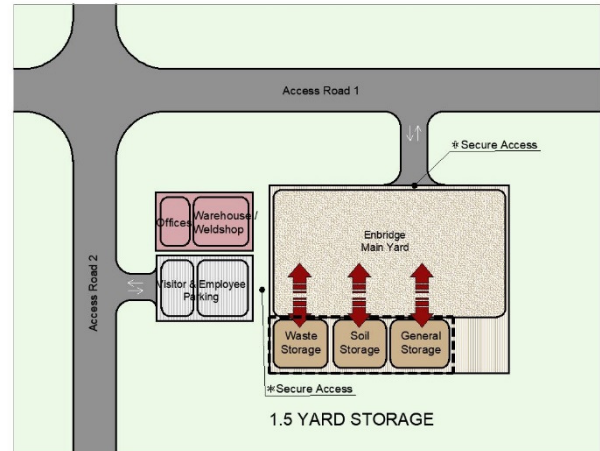 Access Road 1
*Secure Access
Offices
Warehouse /
Weldshop
Enbridge
Main Yard
Access Road 2
Visitor & Employee
Parking
Waste
Storage
Soil
Storage
General
Storage
*Secure Access
1.5 YARD STORAGE